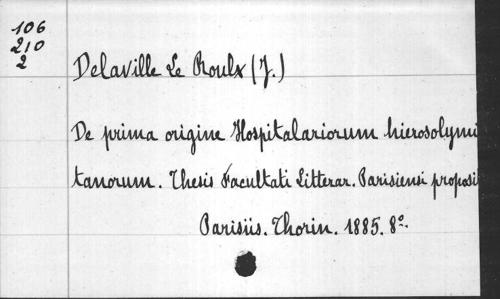 106
210
2
Delaville Le Roulx (J.)
De prima origine Hospitalariorum hierosolymi
tanorum. Thesis Facultati Litterar. Parisiensi proposi
Parisiis. Thorin. 1885. 8°.